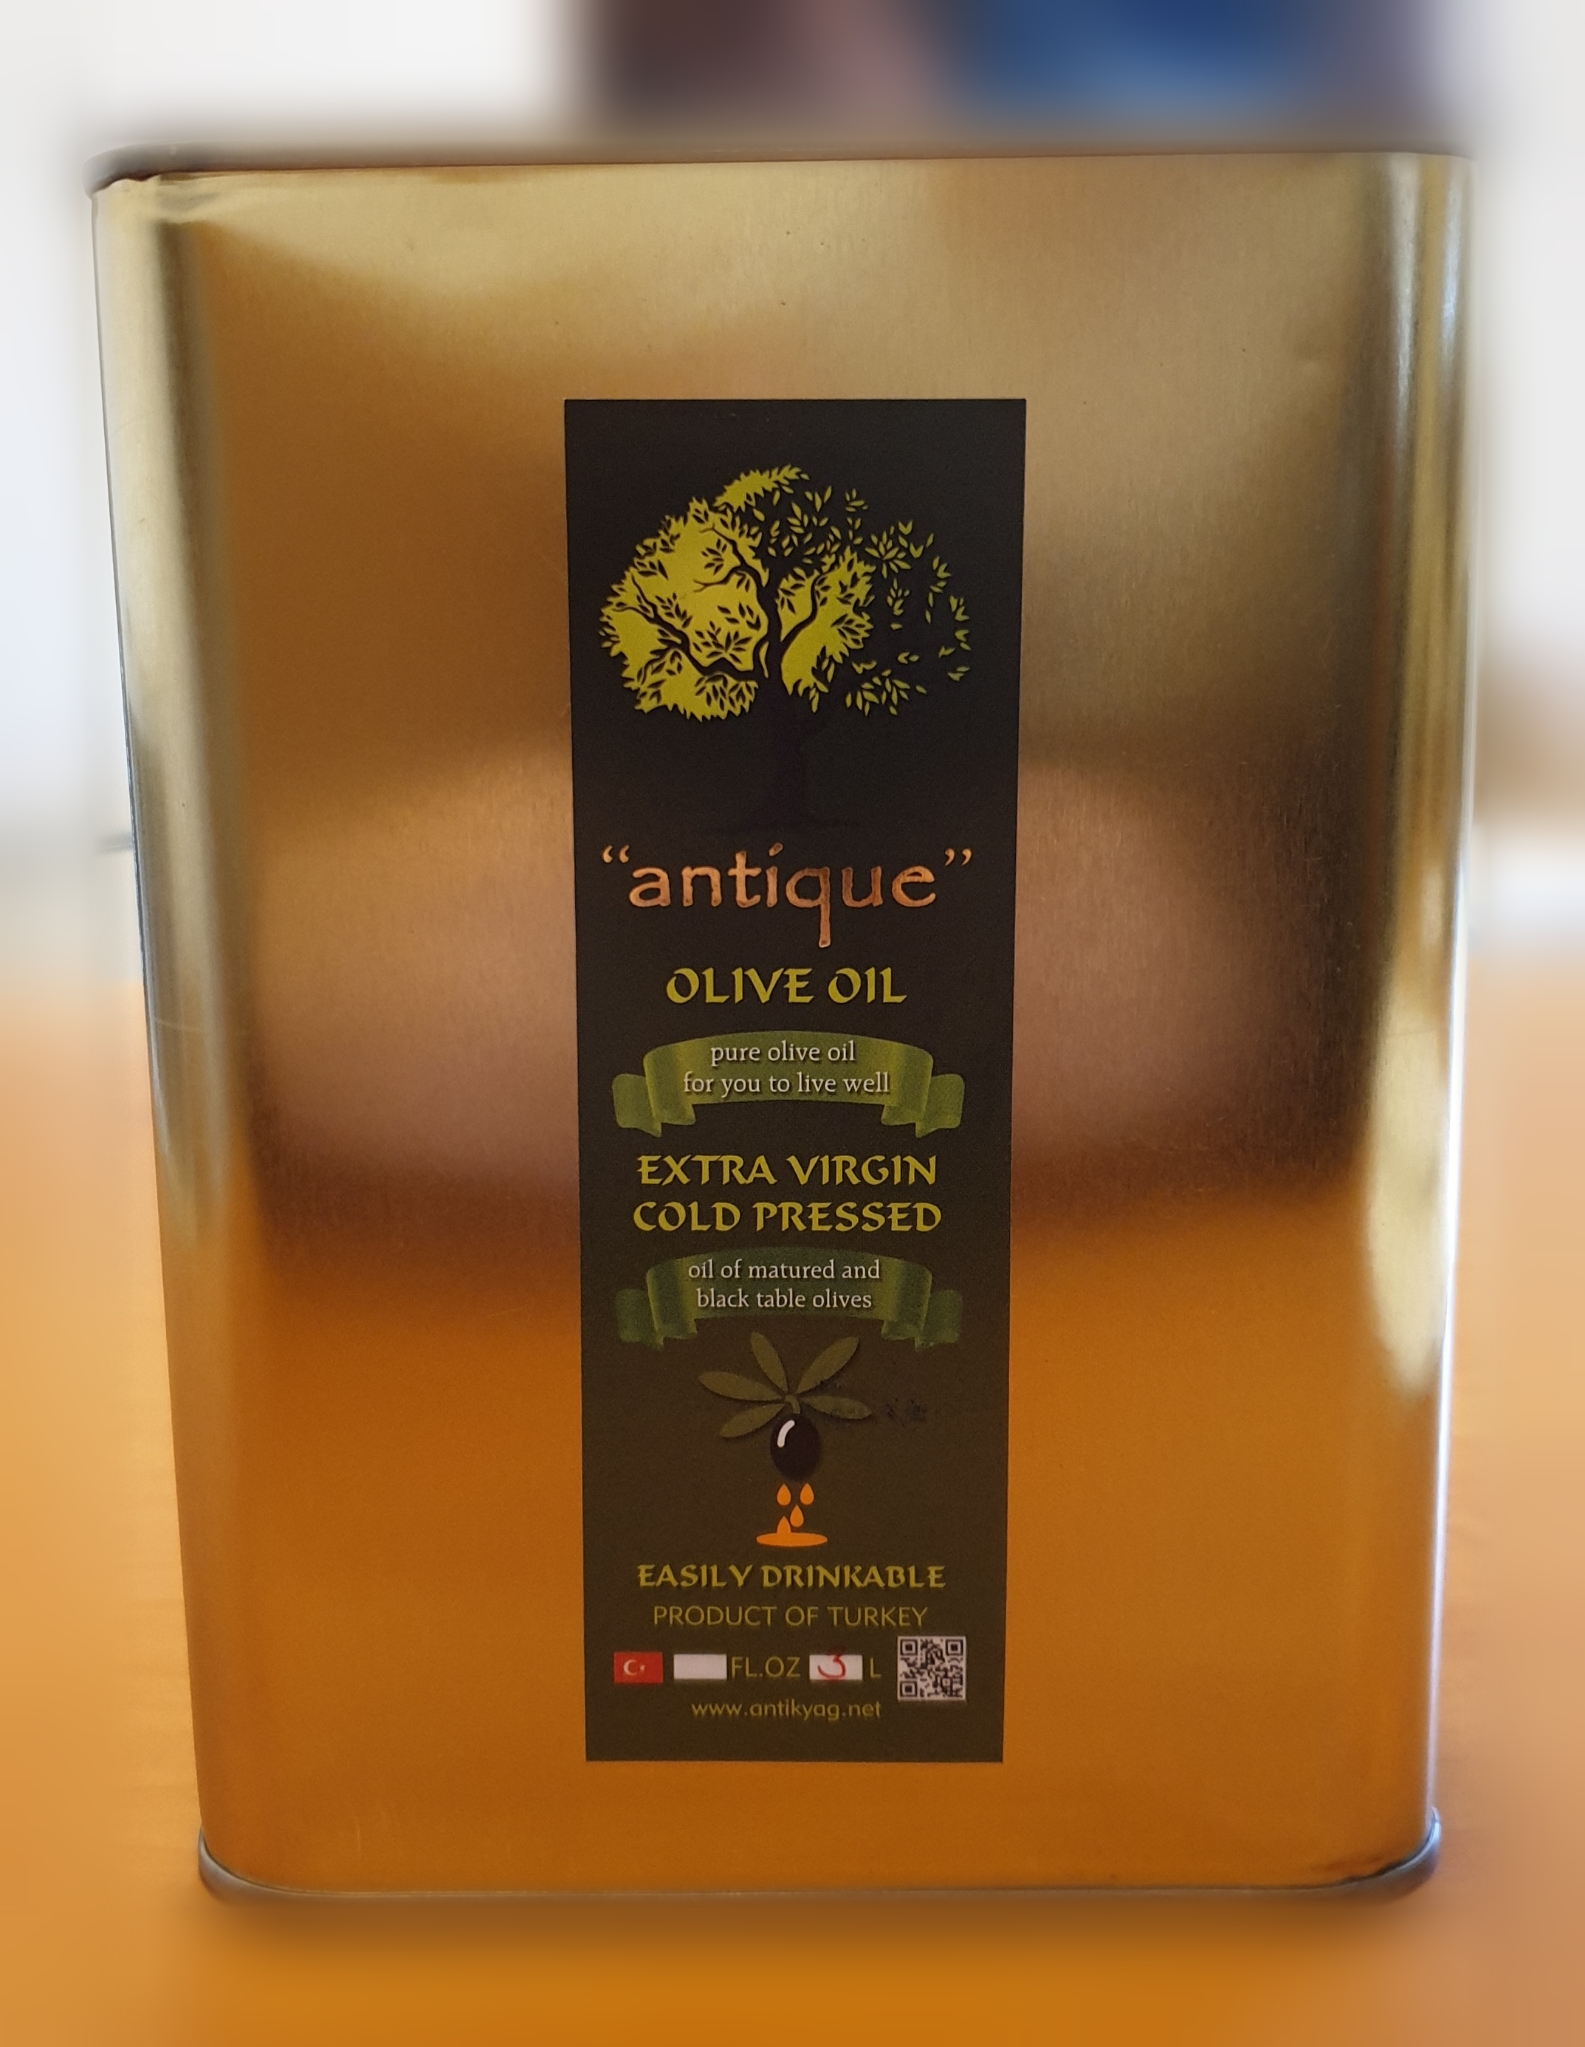 “antique”
OLIVE OIL
pure olive oil
for you to live well
EXTRA VIRGIN
COLD PRESSED
oil of matured and
black table olives
EASILY DRINKABLE
PRODUCT OF TURKEY
FL.OZ 3 L
www.antikyag.net